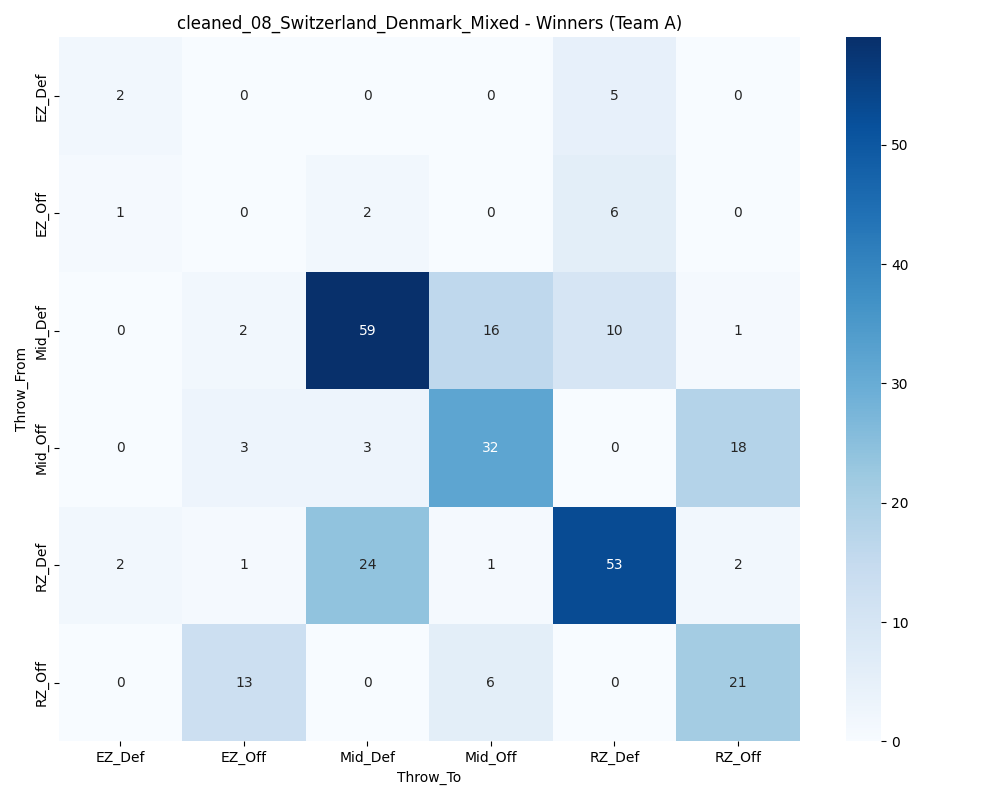 cleaned_08_Switzerland_Denmark_Mixed - Winners (Team A)
Throw_From
EZ_Def 2 0 0 0 5 0
EZ_Off 1 0 2 0 6 0
Mid_Def 0 2 59 16 10 1
Mid_Off 0 3 3 32 0 18
RZ_Def 2 1 24 1 53 2
RZ_Off 0 13 0 6 0 21
EZ_Def EZ_Off Mid_Def Mid_Off RZ_Def RZ_Off
Throw_To
50
40
30
20
10
0